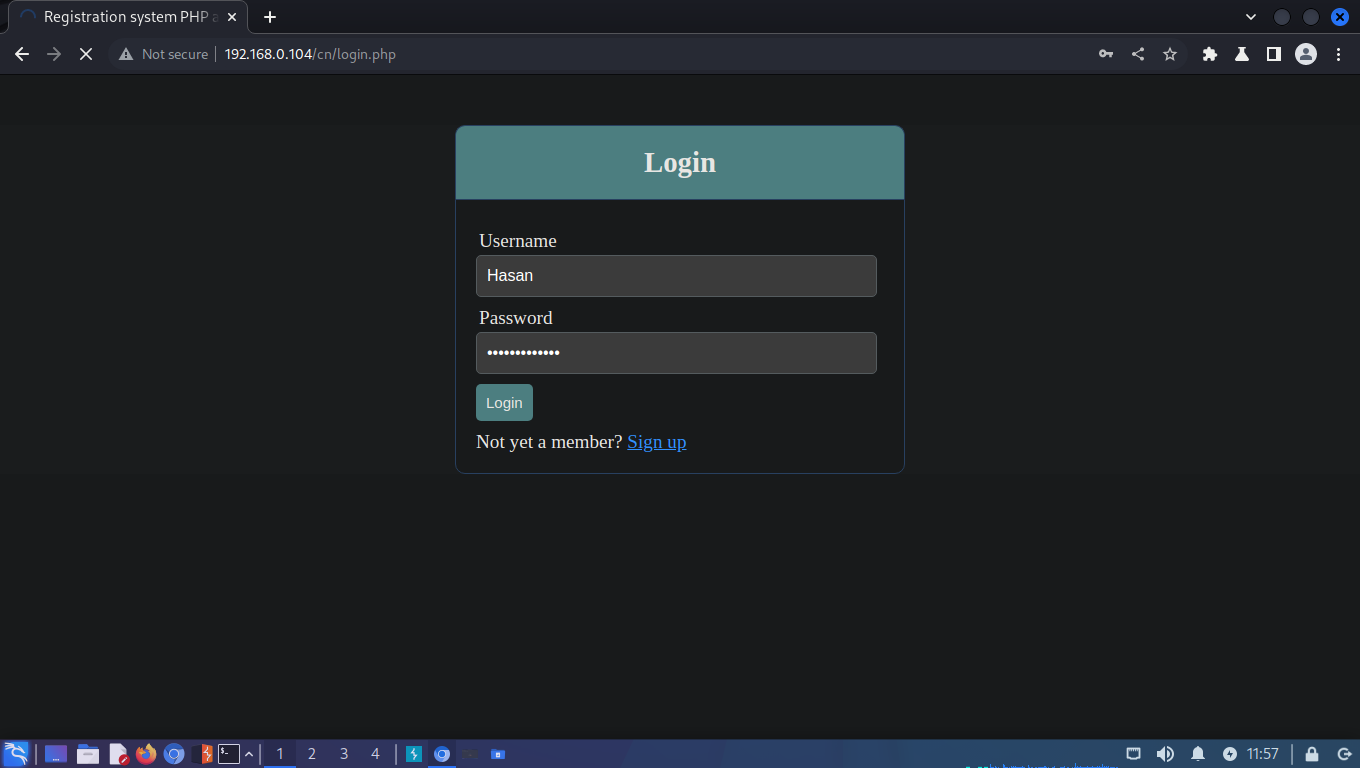 Registration system PHP a
Not secure
192.168.0.104/cn/login.php
Login
Username
Hasan
Password
•••••••••••••
Login
Not yet a member? Sign up
1 2 3 4
11:57